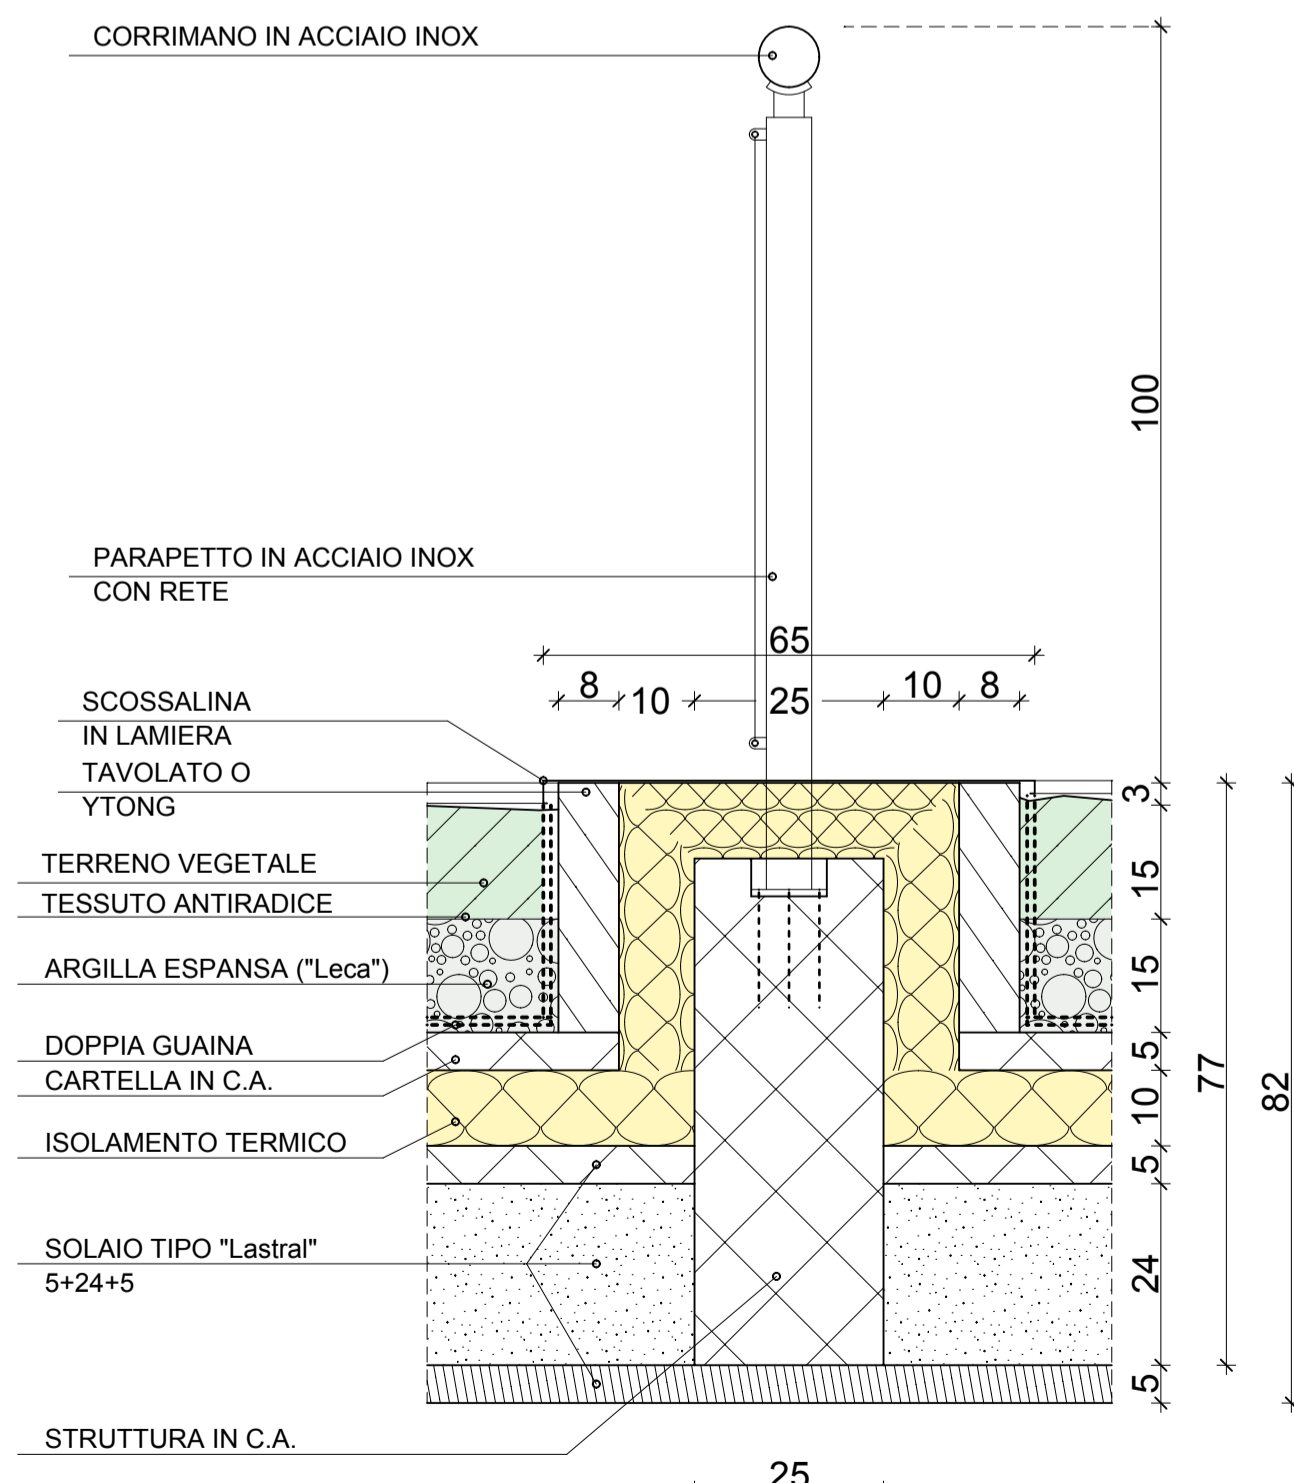 CORRIMANO IN ACCIAIO INOX
100
PARAPETTO IN ACCIAIO INOX
CON RETE
65
8 10 25 10 8
SCOSSALINA
IN LAMIERA
TAVOLATO O
YTONG
3
TERRENO VEGETALE
15
TESSUTO ANTIRADICE
ARGILLA ESPANSA ("Leca")
15
DOPPIA GUAINA
5
CARTELLA IN C.A.
77
82
10
ISOLAMENTO TERMICO
5
SOLAIO TIPO "Lastral"
5+24+5
24
5
STRUTTURA IN C.A.
25